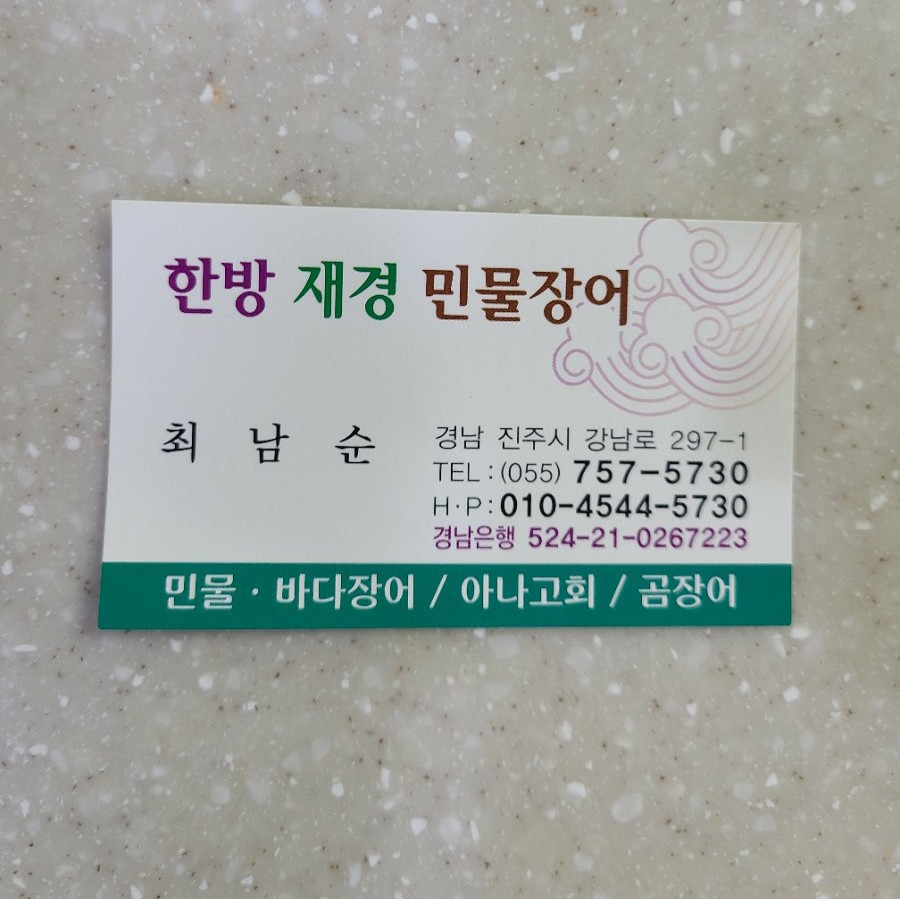 한방 재경 민물장어
최 남 순
경남 진주시 강남로 297-1
TEL : (055) 757-5730
H·P : 010-4544-5730
경남은행 524-21-0267223
민물 · 바다장어 / 아나고회 / 곰장어